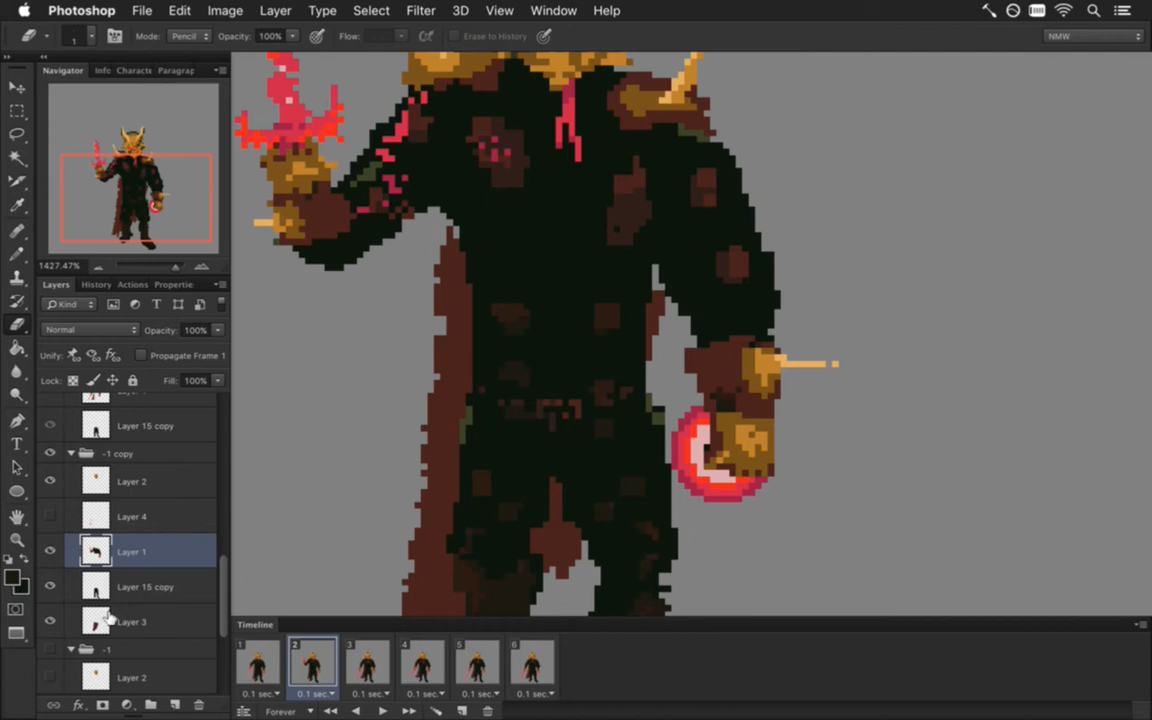 Photoshop File Edit Image Layer Type Select Filter 3D View Window Help
1 Mode: Pencil Opacity: 100% Flow: Erase to History NMW
Navigator Info Characte Paragrap
1427.47%
Layers History Actions Propertie
Kind
Normal Opacity: 100%
Unify: Propagate Frame 1
Lock: Fill: 100%
Layer 15 copy
-1 copy
Layer 2
Layer 4
Layer 1
Layer 15 copy
Layer 3
-1
Layer 2
Timeline
1 2 3 4 5 6
0.1 sec. 0.1 sec. 0.1 sec. 0.1 sec. 0.1 sec. 0.1 sec.
Forever